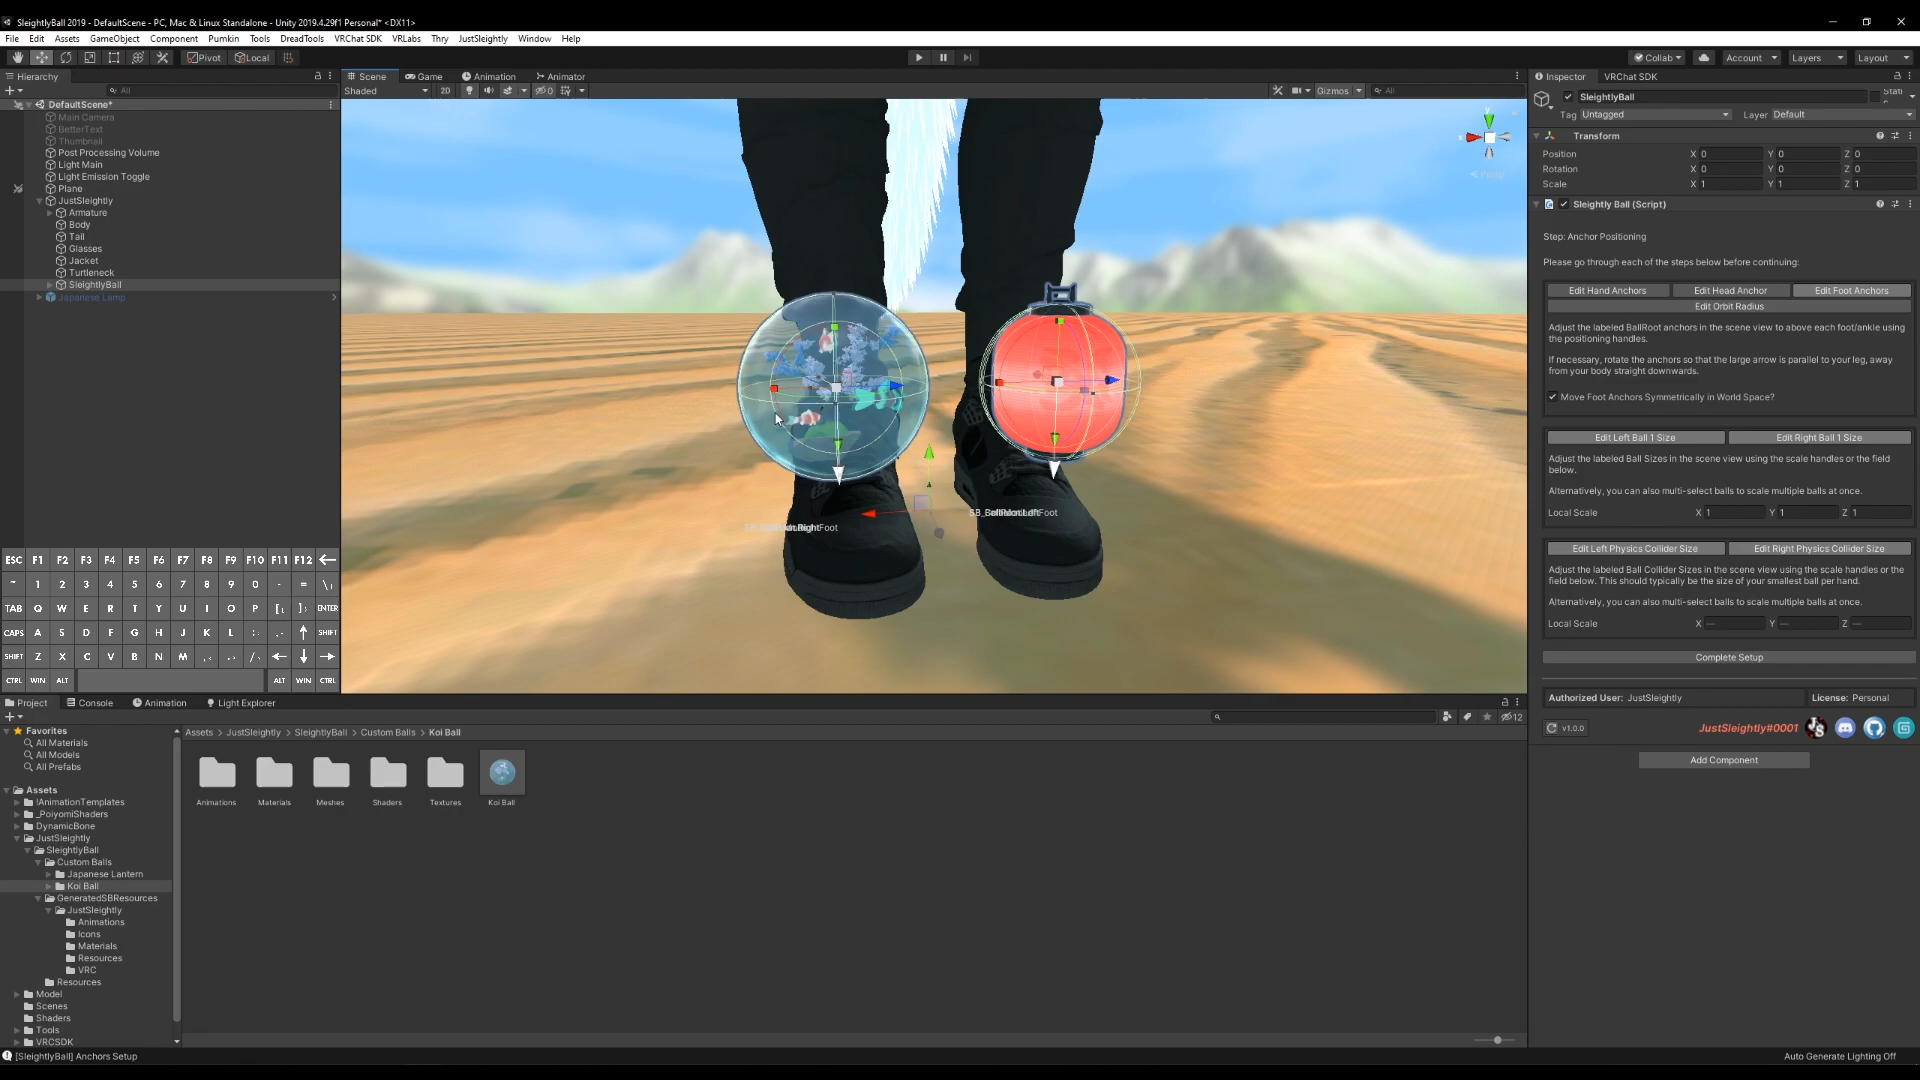 SleightlyBall 2019 - DefaultScene - PC, Mac & Linux Standalone - Unity 2019.4.29f1 Personal* <DX11>
File Edit Assets GameObject Component Pumkin Tools DreadTools VRChat SDK VRLabs Thry JustSleightly Window Help
Pivot Local Collab Account Layers Layout
Hierarchy
All
DefaultScene*
Main Camera
BetterText
Thumbnail
Post Processing Volume
Light Main
Light Emission Toggle
Plane
JustSleightly
Armature
Body
Tail
Glasses
Jacket
Turtleneck
SleightlyBall
Japanese Lamp
Scene Game Animation Animator
Shaded 2D 0 Gizmos All
Persp
Inspector VRChat SDK
SleightlyBall
Tag Untagged Layer Default
Transform
Position X 0 Y 0 Z 0
Rotation X 0 Y 0 Z 0
Scale X 1 Y 1 Z 1
Sleightly Ball (Script)
Step: Anchor Positioning
Please go through each of the steps below before continuing:
Edit Hand Anchors Edit Head Anchor Edit Foot Anchors
Edit Orbit Radius
Adjust the labeled BallRoot anchors in the scene view to above each foot/ankle using the positioning handles.
If necessary, rotate the anchors so that the large arrow is parallel to your leg, away from your body straight downwards.
Move Foot Anchors Symmetrically in World Space?
Edit Left Ball 1 Size Edit Right Ball 1 Size
Adjust the labeled Ball Sizes in the scene view using the scale handles or the field below.
Alternatively, you can also multi-select balls to scale multiple balls at once.
Local Scale X 1 Y 1 Z 1
Edit Left Physics Collider Size Edit Right Physics Collider Size
Adjust the labeled Ball Collider Sizes in the scene view using the scale handles or the field below. This should typically be the size of your smallest ball per hand.
Alternatively, you can also multi-select balls to scale multiple balls at once.
Local Scale X — Y — Z —
Complete Setup
Authorized User: JustSleightly License: Personal
v1.0.0 JustSleightly#0001
Add Component
ESC F1 F2 F3 F4 F5 F6 F7 F8 F9 F10 F11 F12
~ 1 2 3 4 5 6 7 8 9 0 - = \
TAB Q W E R T Y U I O P [ ] ENTER
CAPS A S D F G H J K L SHIFT
SHIFT Z X C V B N M
CTRL WIN ALT ALT WIN CTRL
Project Console Animation Light Explorer
12
Favorites
All Materials
All Models
All Prefabs
Assets
!AnimationTemplates
_PoiyomiShaders
DynamicBone
JustSleightly
SleightlyBall
Custom Balls
Japanese Lantern
Koi Ball
GeneratedSBResources
JustSleightly
Animations
Icons
Materials
Resources
VRC
Resources
Model
Scenes
Shaders
Tools
VRCSDK
Assets > JustSleightly > SleightlyBall > Custom Balls > Koi Ball
Animations Materials Meshes Shaders Textures Koi Ball
[SleightlyBall] Anchors Setup
Auto Generate Lighting Off